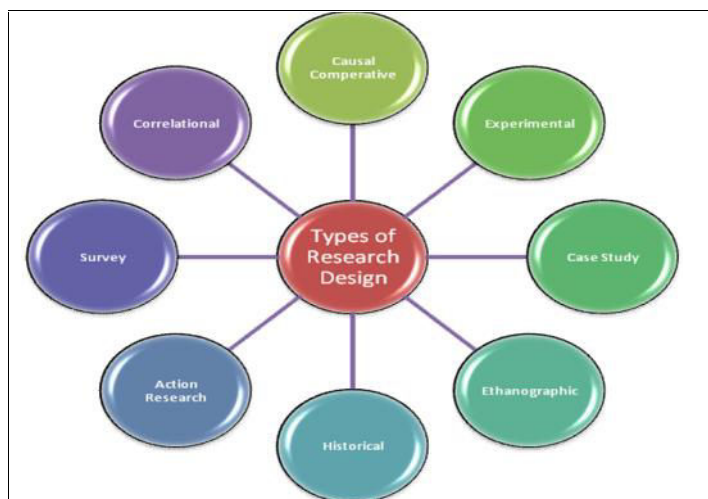 Causal
Comperative
Correlational
Experimental
Types of
Research
Design
Survey
Case Study
Action
Research
Ethanographic
Historical